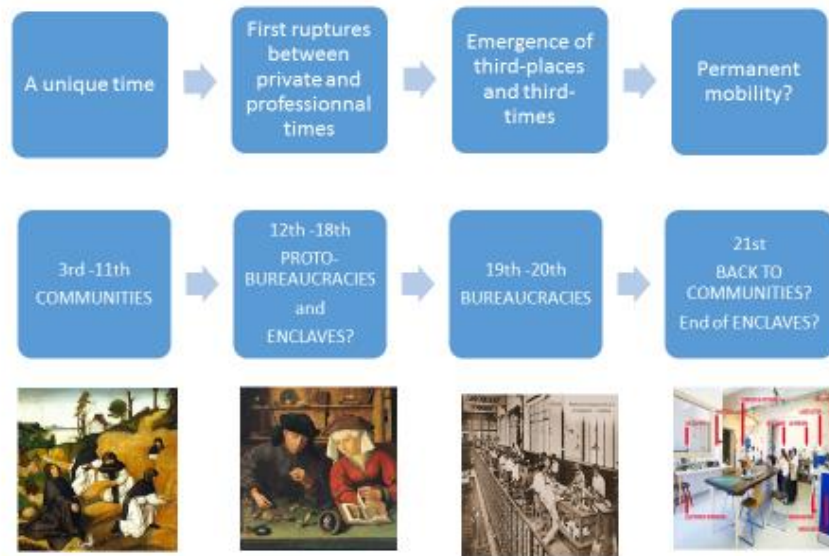 A unique time
First ruptures
between
private and
professionnal
times
Emergence of
third-places
and third-
times
Permanent
mobility?
3rd -11th
COMMUNITIES
12th -18th
PROTO-
BUREAUCRACIES
and
ENCLAVES?
19th -20th
BUREAUCRACIES
21st
BACK TO
COMMUNITIES?
End of ENCLAVES?